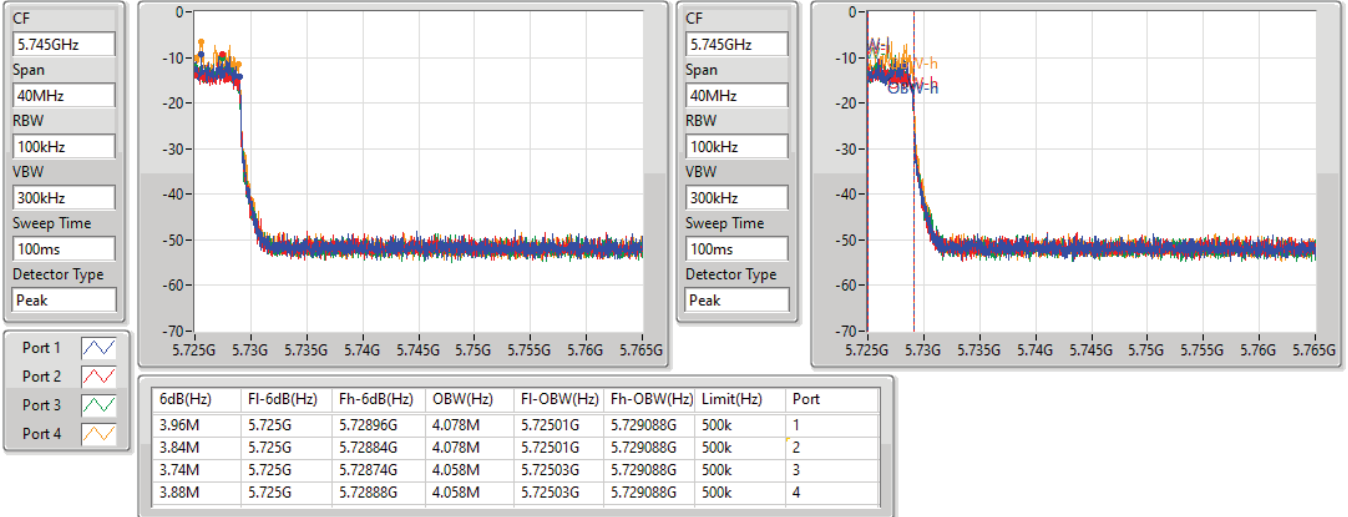 CF
5.745GHz
Span
40MHz
RBW
100kHz
VBW
300kHz
Sweep Time
100ms
Detector Type
Peak
0
-10
-20
-30
-40
-50
-60
-70
5.725G 5.73G 5.735G 5.74G 5.745G 5.75G 5.755G 5.76G 5.765G
CF
5.745GHz
Span
40MHz
RBW
100kHz
VBW
300kHz
Sweep Time
100ms
Detector Type
Peak
0
-10
-20
-30
-40
-50
-60
-70
OBW-h
5.725G 5.73G 5.735G 5.74G 5.745G 5.75G 5.755G 5.76G 5.765G
Port 1
Port 2
Port 3
Port 4
6dB(Hz) Fl-6dB(Hz) Fh-6dB(Hz) OBW(Hz) Fl-OBW(Hz) Fh-OBW(Hz) Limit(Hz) Port
3.96M 5.725G 5.72896G 4.078M 5.72501G 5.729088G 500k 1
3.84M 5.725G 5.72884G 4.078M 5.72501G 5.729088G 500k 2
3.74M 5.725G 5.72874G 4.058M 5.72503G 5.729088G 500k 3
3.88M 5.725G 5.72888G 4.058M 5.72503G 5.729088G 500k 4